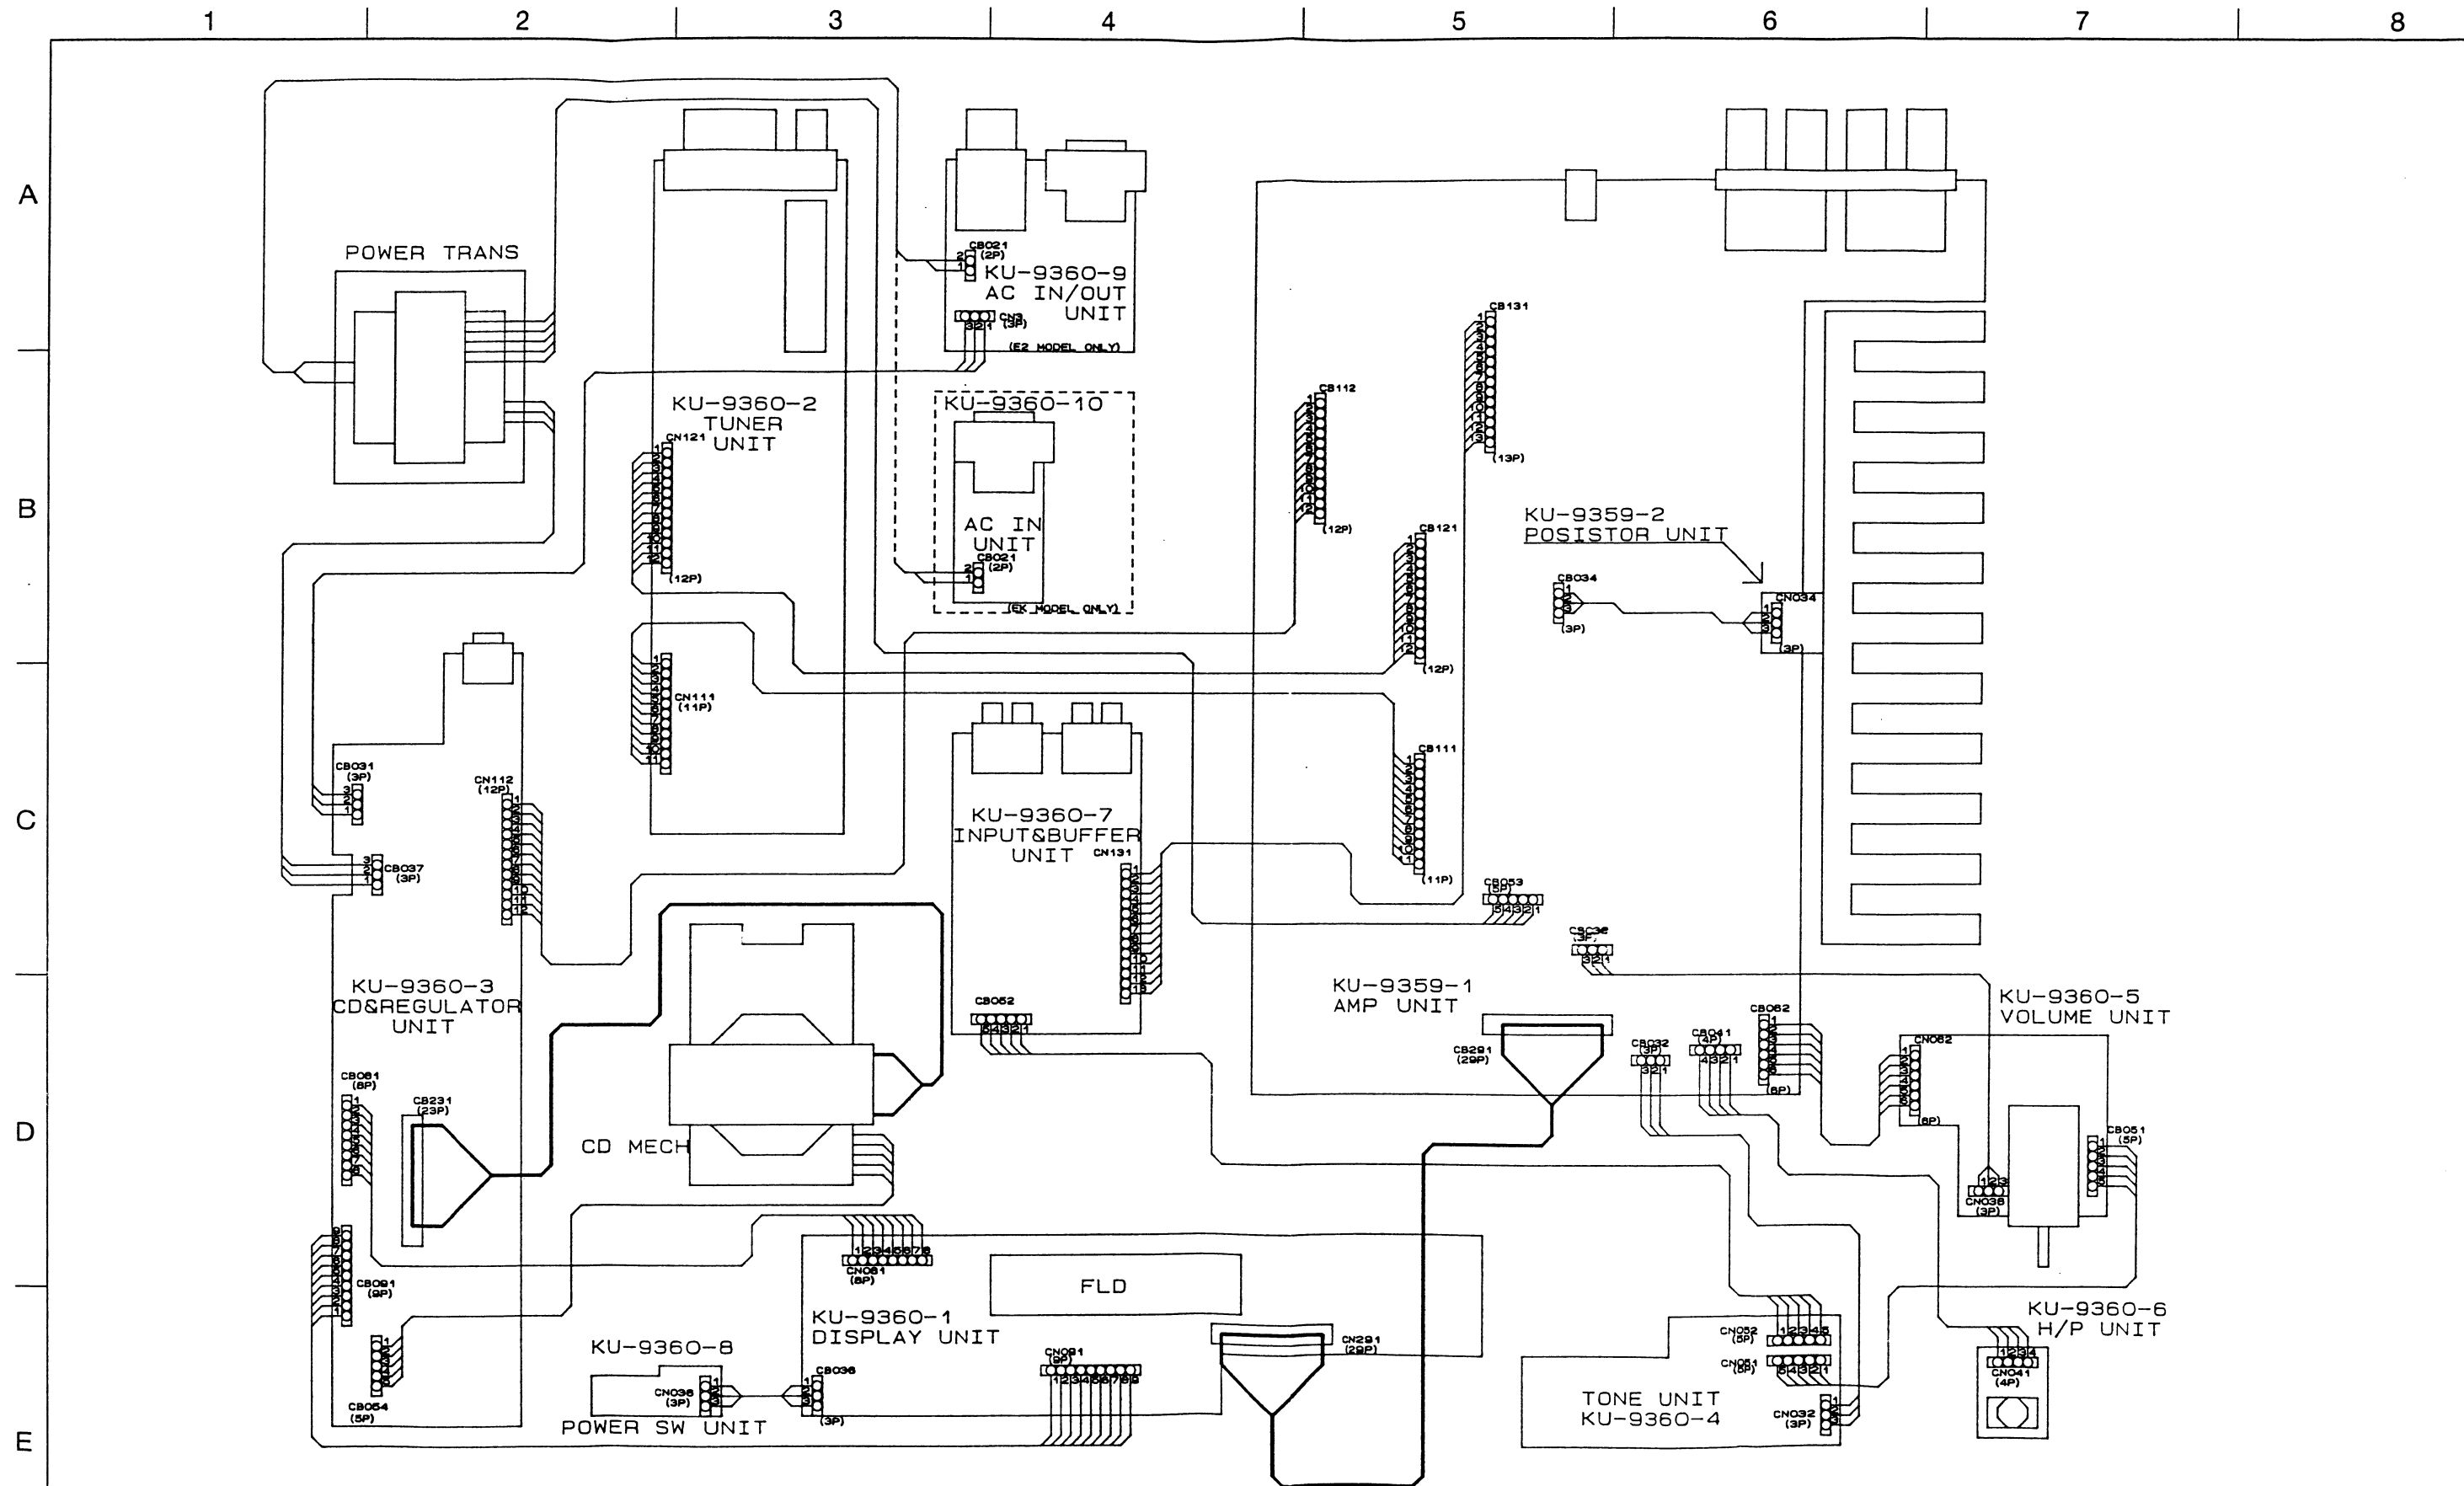 1 2 3 4 5 6 7 8
A
B
C
D
E
POWER TRANS
KU-9360-2
TUNER
UNIT
CN121
(12P)
CN111
(11P)
CB021
(2P)
KU-9360-9
AC IN/OUT
UNIT
CN3
(3P)
(E2 MODEL ONLY)
KU-9360-10
AC IN
UNIT
CB021
(2P)
(EK MODEL ONLY)
CB131
(13P)
CB112
(12P)
CB121
(12P)
CB111
(11P)
KU-9359-2
POSISTOR UNIT
CB034
(3P)
CN034
(3P)
CB031
(3P)
CN112
(12P)
CB037
(3P)
KU-9360-7
INPUT&BUFFER
UNIT
CN131
CB053
(5P)
KU-9360-3
CD&REGULATOR
UNIT
CB052
KU-9359-1
AMP UNIT
CB291
(29P)
CB032
(3P)
CB041
(4P)
CB062
(6P)
KU-9360-5
VOLUME UNIT
CN062
(6P)
CB051
(5P)
CN038
(3P)
CB081
(8P)
CB231
(23P)
CD MECH
CB091
(9P)
CN081
(8P)
FLD
KU-9360-1
DISPLAY UNIT
CN291
(29P)
KU-9360-8
CN036
(3P)
POWER SW UNIT
CB036
(3P)
CN091
(9P)
CB054
(5P)
CN052
(5P)
CN051
(5P)
TONE UNIT
KU-9360-4
CN032
(3P)
KU-9360-6
H/P UNIT
CN041
(4P)